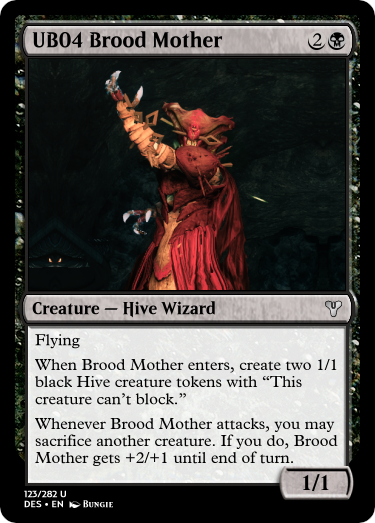 UB04 Brood Mother 2
Creature — Hive Wizard
Flying
When Brood Mother enters, create two 1/1
black Hive creature tokens with “This
creature can’t block.”
Whenever Brood Mother attacks, you may
sacrifice another creature. If you do, Brood
Mother gets +2/+1 until end of turn.
1/1
123/282 U
DES • EN Bungie